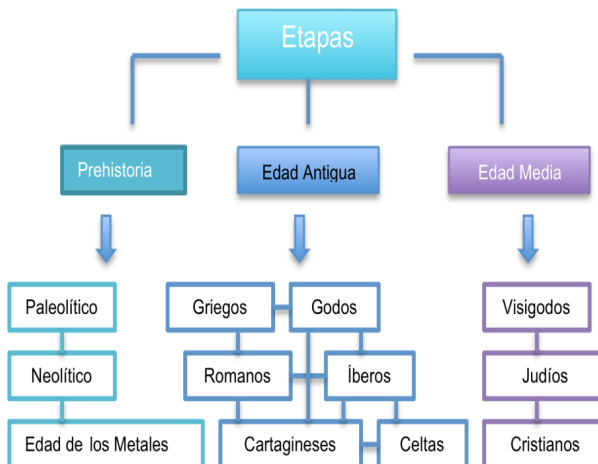 Etapas
Prehistoria
Edad Antigua
Edad Media
Paleolítico
Griegos
Godos
Visigodos
Neolítico
Romanos
Íberos
Judíos
Edad de los Metales
Cartagineses
Celtas
Cristianos